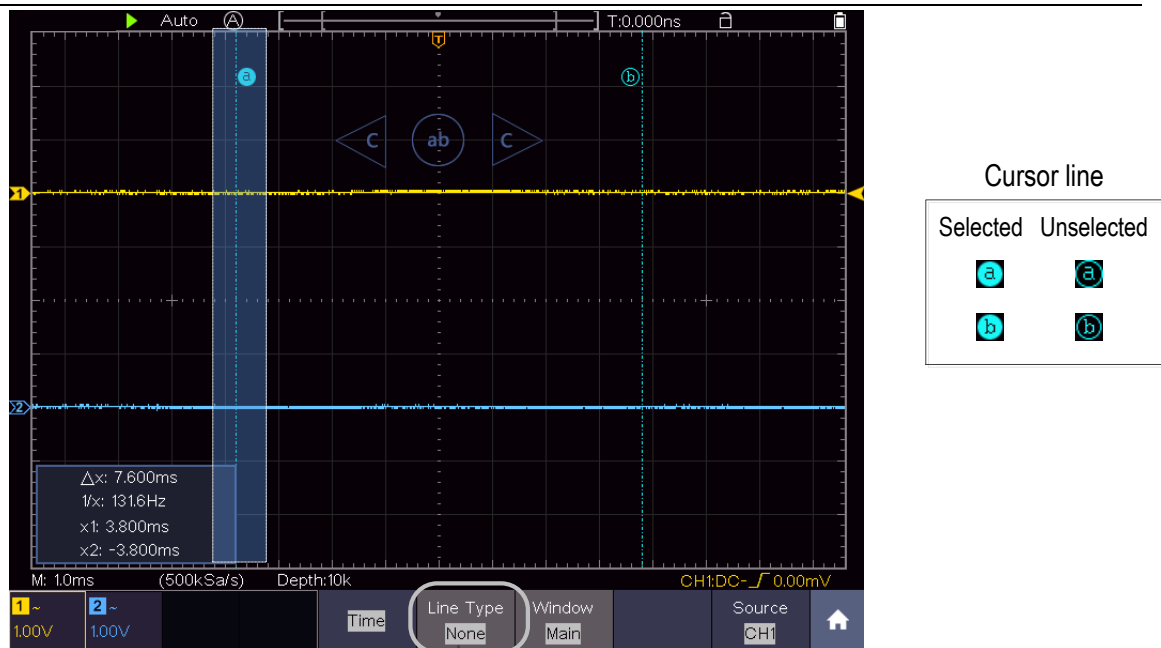 Auto A T:0.000ns
T
a b
C ab C
1
2
△x: 7.600ms
1/x: 131.6Hz
x1: 3.800ms
x2: -3.800ms
M: 1.0ms (500kSa/s) Depth:10k CH1:DC- 0.00mV
1 ~ 2 ~ Line Type Window Source
1.00V 1.00V Time None Main CH1
Cursor line
Selected Unselected
a a
b b